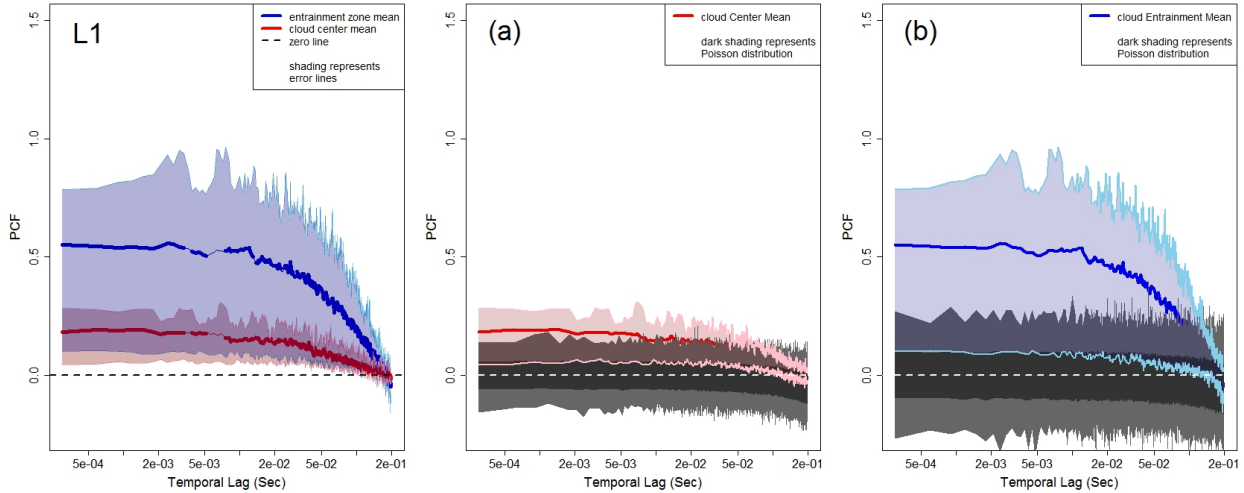 L1
entrainment zone mean
cloud center mean
zero line
shading represents
error lines
PCF
1.5
1.0
0.5
0.0
5e-04
2e-03
5e-03
2e-02
5e-02
2e-01
Temporal Lag (Sec)
(a)
cloud Center Mean
dark shading represents
Poisson distribution
PCF
1.5
1.0
0.5
0.0
5e-04
2e-03
5e-03
2e-02
5e-02
2e-01
Temporal Lag (Sec)
(b)
cloud Entrainment Mean
dark shading represents
Poisson distribution
PCF
1.5
1.0
0.5
0.0
5e-04
2e-03
5e-03
2e-02
5e-02
2e-01
Temporal Lag (Sec)